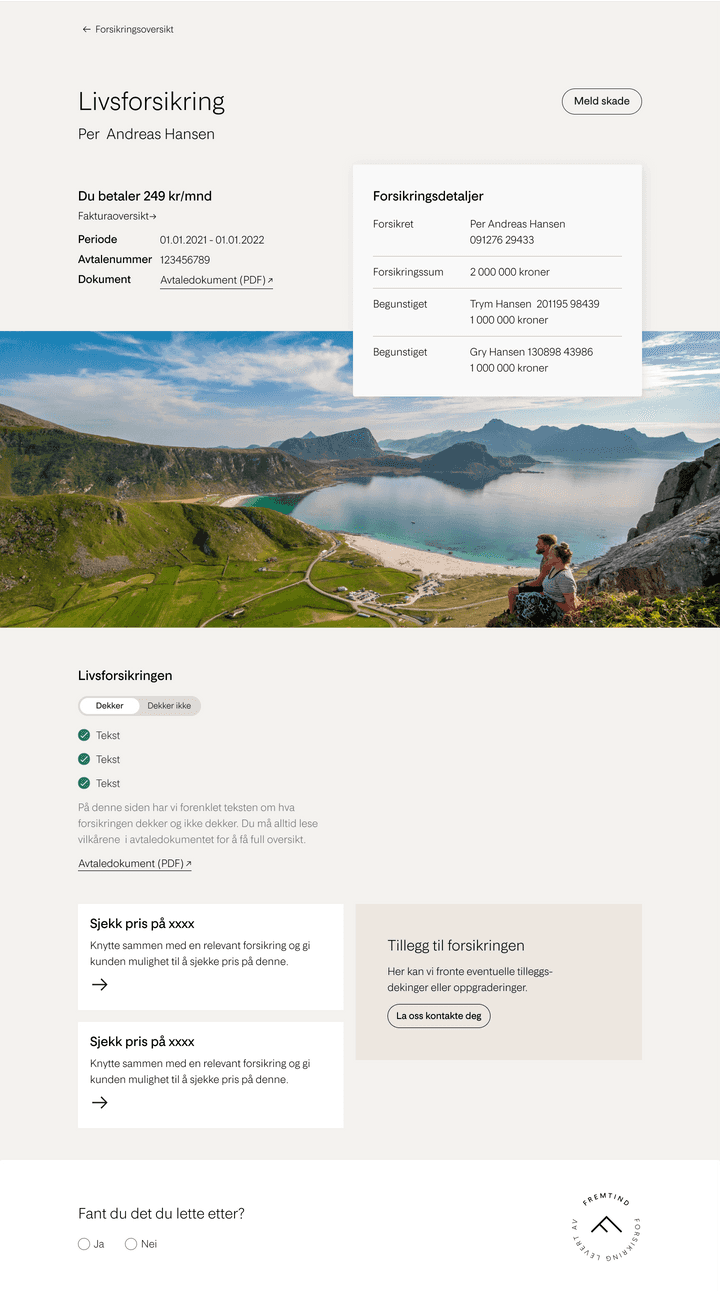 ← Forsikringsoversikt
Livsforsikring
Meld skade
Per Andreas Hansen
Du betaler 249 kr/mnd
Fakturaoversikt→
Periode 01.01.2021 - 01.01.2022
Avtalenummer 123456789
Dokument Avtaledokument (PDF)↗
Forsikringsdetaljer
Forsikret Per Andreas Hansen
091276 29433
Forsikringssum 2 000 000 kroner
Begunstiget Trym Hansen 201195 98439
1 000 000 kroner
Begunstiget Gry Hansen 130898 43986
1 000 000 kroner
Livsforsikringen
Dekker Dekker ikke
Tekst
Tekst
Tekst
På denne siden har vi forenklet teksten om hva
forsikringen dekker og ikke dekker. Du må alltid lese
vilkårene i avtaledokumentet for å få full oversikt.
Avtaledokument (PDF)↗
Sjekk pris på xxxx
Knytte sammen med en relevant forsikring og gi
kunden mulighet til å sjekke pris på denne.
→
Sjekk pris på xxxx
Knytte sammen med en relevant forsikring og gi
kunden mulighet til å sjekke pris på denne.
→
Tillegg til forsikringen
Her kan vi fronte eventuelle tilleggs-
dekinger eller oppgraderinger.
La oss kontakte deg
Fant du det du lette etter?
Ja Nei
FREMTIND
FORSIKRING LEVERT AV